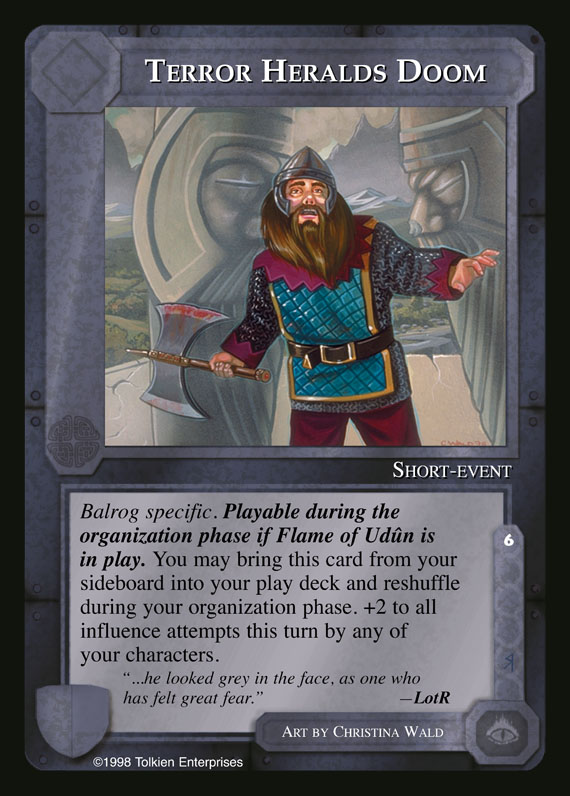 Terror Heralds Doom
C. WALD
Short-event
Balrog specific. Playable during the
organization phase if Flame of Udûn is
in play. You may bring this card from your
sideboard into your play deck and reshuffle
during your organization phase. +2 to all
influence attempts this turn by any of
your characters.
6
“...he looked grey in the face, as one who
has felt great fear.” —LotR
Art by Christina Wald
©1998 Tolkien Enterprises